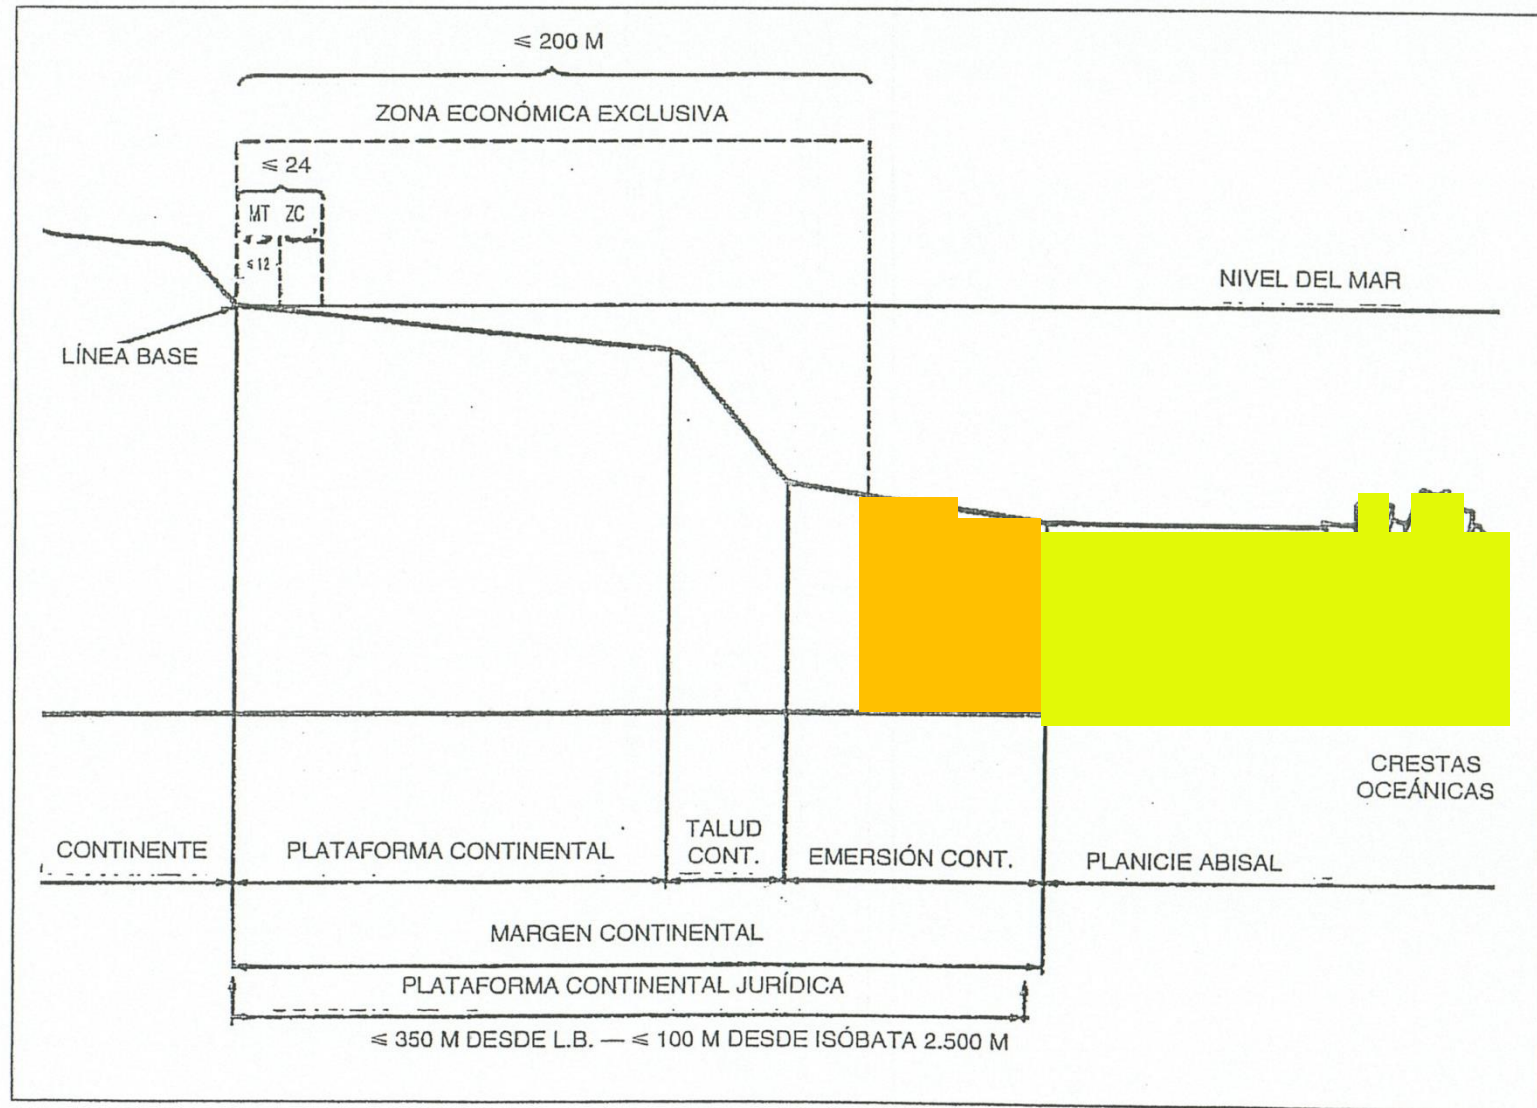 ≤ 200 M
ZONA ECONÓMICA EXCLUSIVA
≤ 24
MT ZC
≤ 12
NIVEL DEL MAR
LÍNEA BASE
CRESTAS
OCEÁNICAS
CONTINENTE
PLATAFORMA CONTINENTAL
TALUD
CONT.
EMERSIÓN CONT.
PLANICIE ABISAL
MARGEN CONTINENTAL
PLATAFORMA CONTINENTAL JURÍDICA
≤ 350 M DESDE L.B. — ≤ 100 M DESDE ISÓBATA 2.500 M